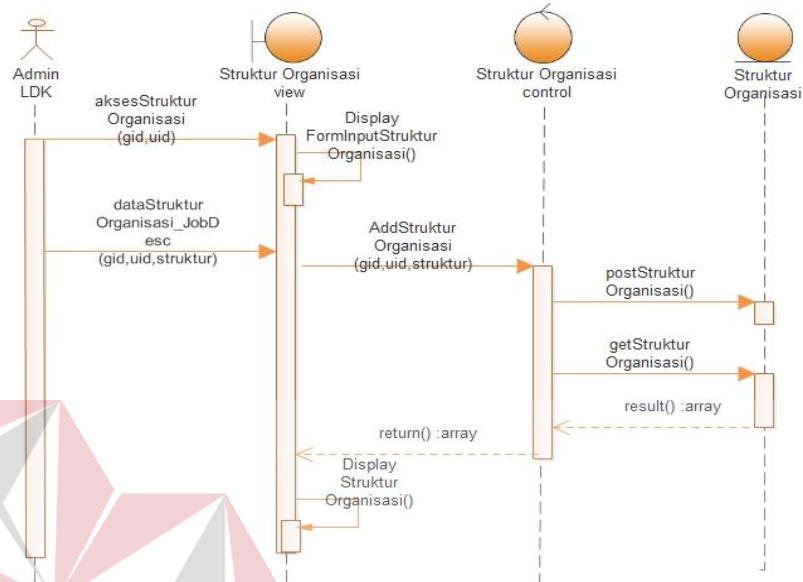 Admin
LDK
Struktur Organisasi
view
Struktur Organisasi
control
Struktur
Organisasi
aksesStruktur
Organisasi
(gid,uid)
Display
FormInputStruktur
Organisasi()
dataStruktur
Organisasi_JobD
esc
(gid,uid,struktur)
AddStruktur
Organisasi
(gid,uid,struktur)
postStruktur
Organisasi()
getStruktur
Organisasi()
result() :array
return() :array
Display
Struktur
Organisasi()